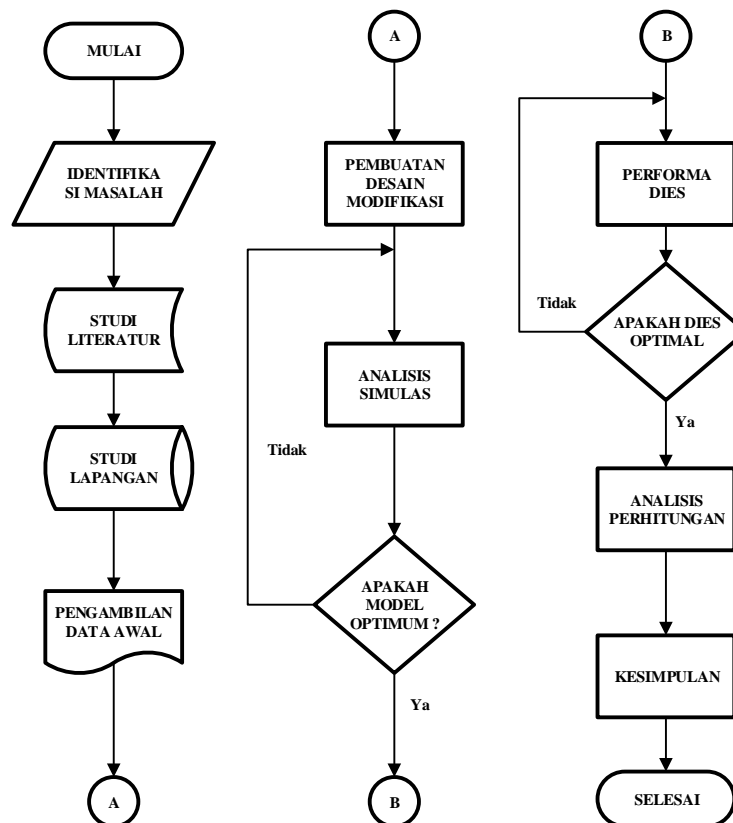 MULAI
IDENTIFIKA
SI MASALAH
STUDI
LITERATUR
STUDI
LAPANGAN
PENGAMBILAN
DATA AWAL
A
A
PEMBUATAN
DESAIN
MODIFIKASI
ANALISIS
SIMULAS
Tidak
APAKAH
MODEL
OPTIMUM ?
Ya
B
B
PERFORMA
DIES
Tidak
APAKAH DIES
OPTIMAL
Ya
ANALISIS
PERHITUNGAN
KESIMPULAN
SELESAI